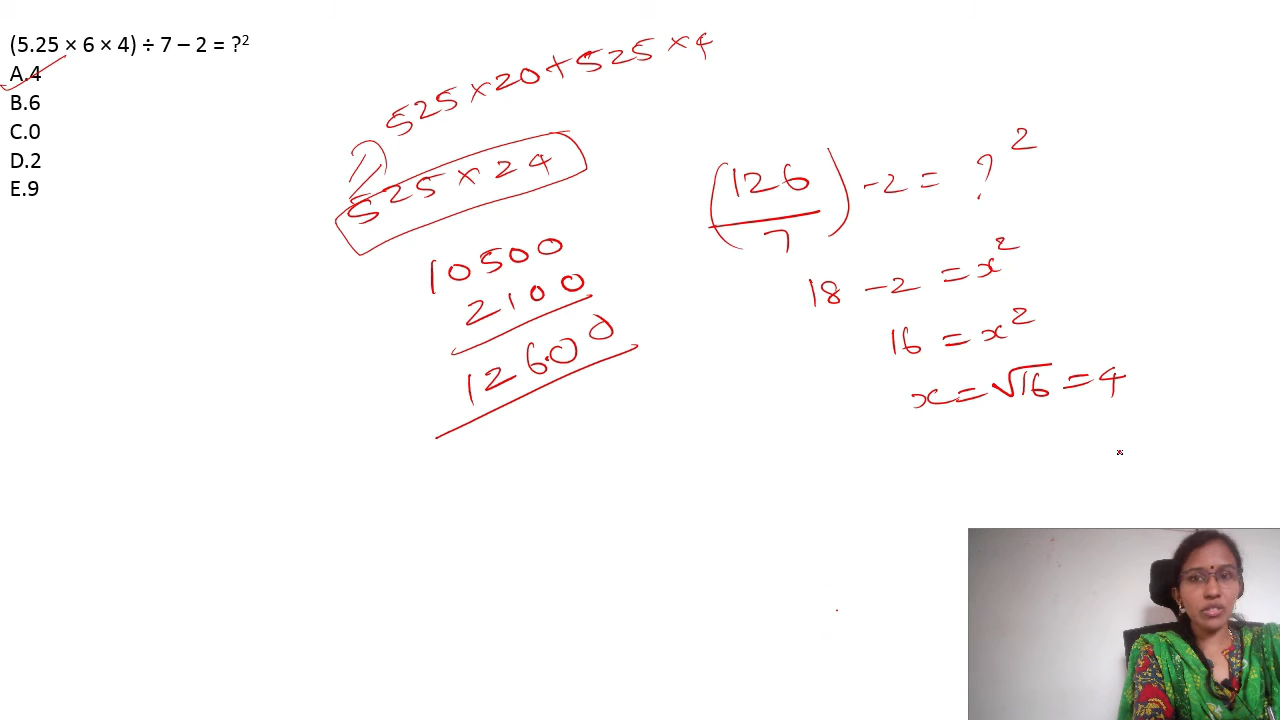 (5.25 × 6 × 4) ÷ 7 – 2 = ?²
A.4
B.6
C.0
D.2
E.9
525×20+525×4
525×24
10500
2100
12600
(126/7) -2 = ?²
18 -2 = x²
16 = x²
x = √16 = 4